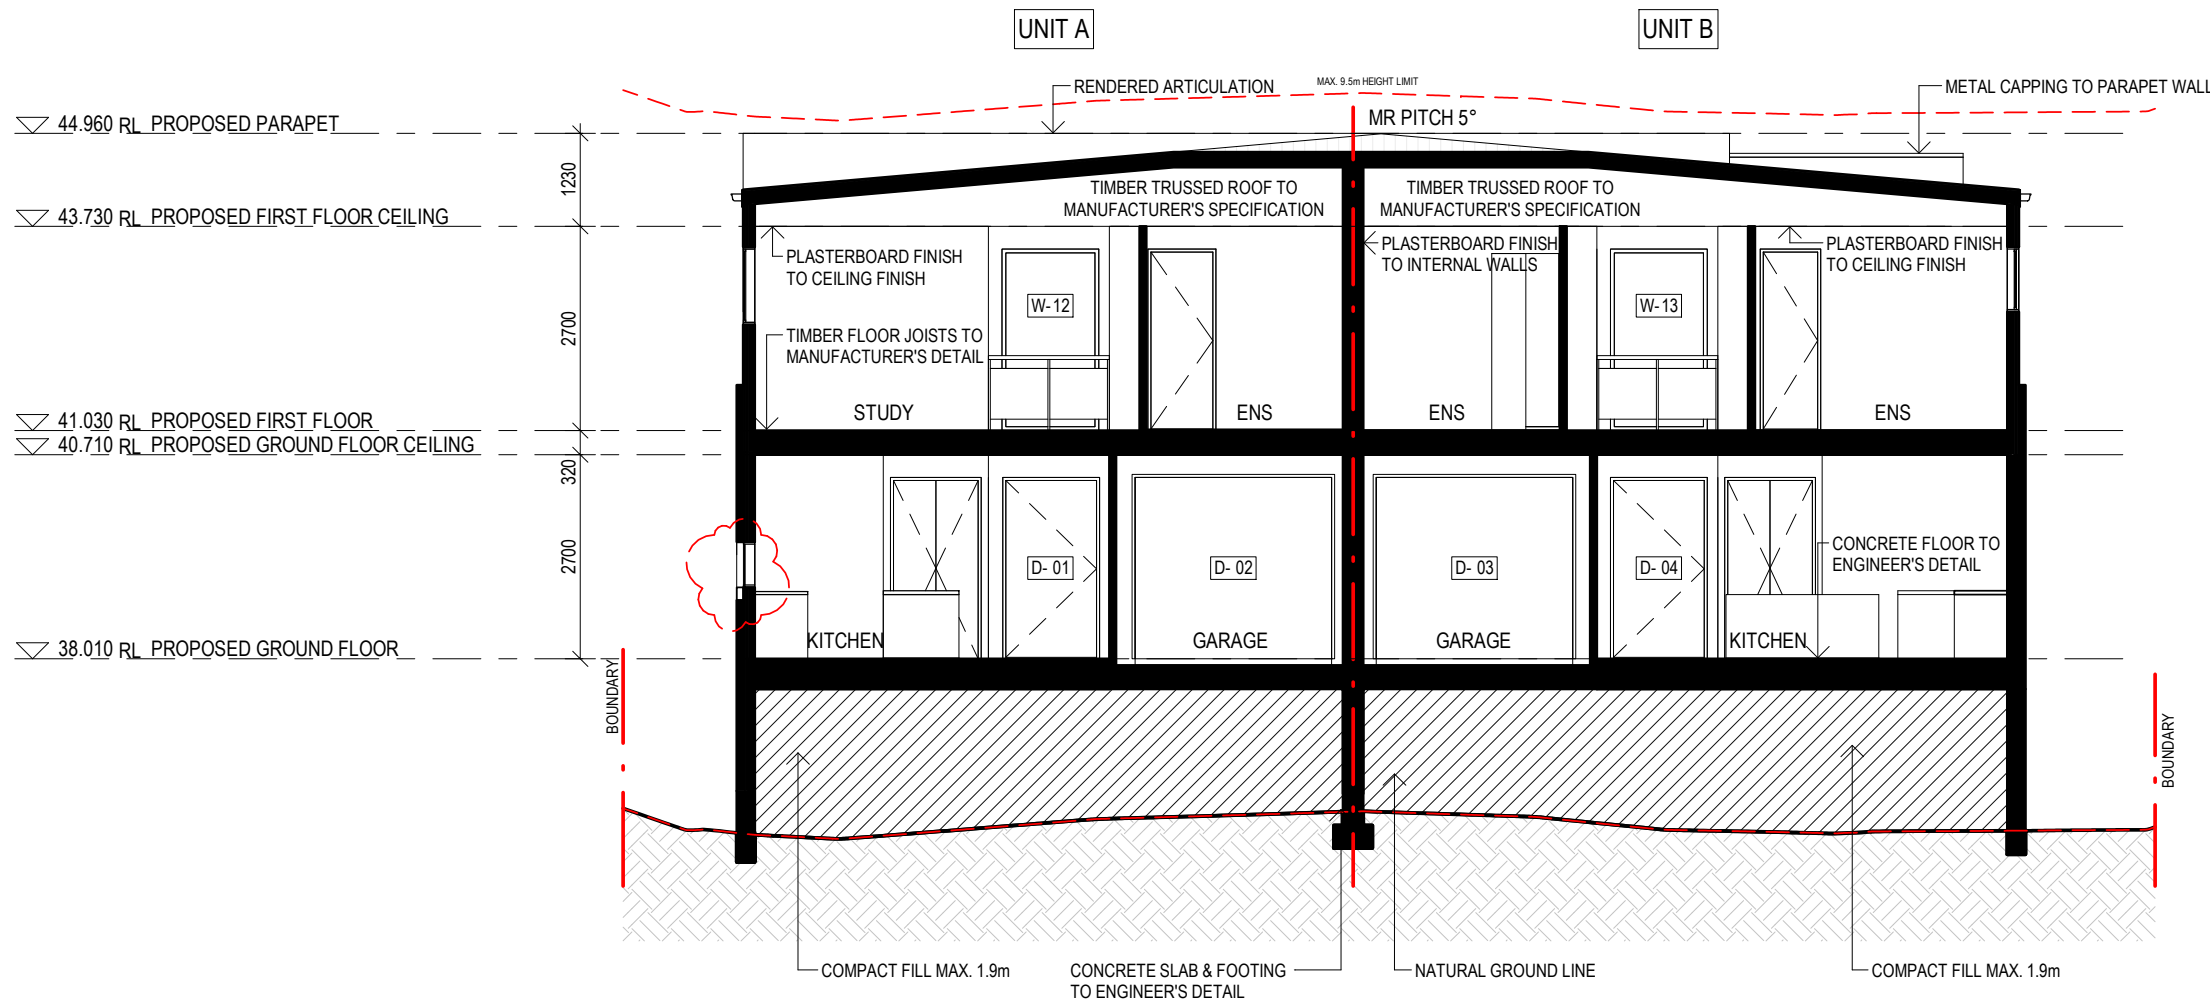 UNIT A
UNIT B
RENDERED ARTICULATION
MAX. 9.5m HEIGHT LIMIT
METAL CAPPING TO PARAPET WALL
44.960 RL PROPOSED PARAPET
MR PITCH 5°
1230
TIMBER TRUSSED ROOF TO
MANUFACTURER'S SPECIFICATION
TIMBER TRUSSED ROOF TO
MANUFACTURER'S SPECIFICATION
43.730 RL PROPOSED FIRST FLOOR CEILING
PLASTERBOARD FINISH
TO CEILING FINISH
PLASTERBOARD FINISH
TO INTERNAL WALLS
PLASTERBOARD FINISH
TO CEILING FINISH
W-12
W-13
2700
TIMBER FLOOR JOISTS TO
MANUFACTURER'S DETAIL
41.030 RL PROPOSED FIRST FLOOR
STUDY
ENS
ENS
ENS
40.710 RL PROPOSED GROUND FLOOR CEILING
320
2700
D- 01
D- 02
D- 03
D- 04
CONCRETE FLOOR TO
ENGINEER'S DETAIL
38.010 RL PROPOSED GROUND FLOOR
KITCHEN
GARAGE
GARAGE
KITCHEN
BOUNDARY
BOUNDARY
COMPACT FILL MAX. 1.9m
CONCRETE SLAB & FOOTING
TO ENGINEER'S DETAIL
NATURAL GROUND LINE
COMPACT FILL MAX. 1.9m